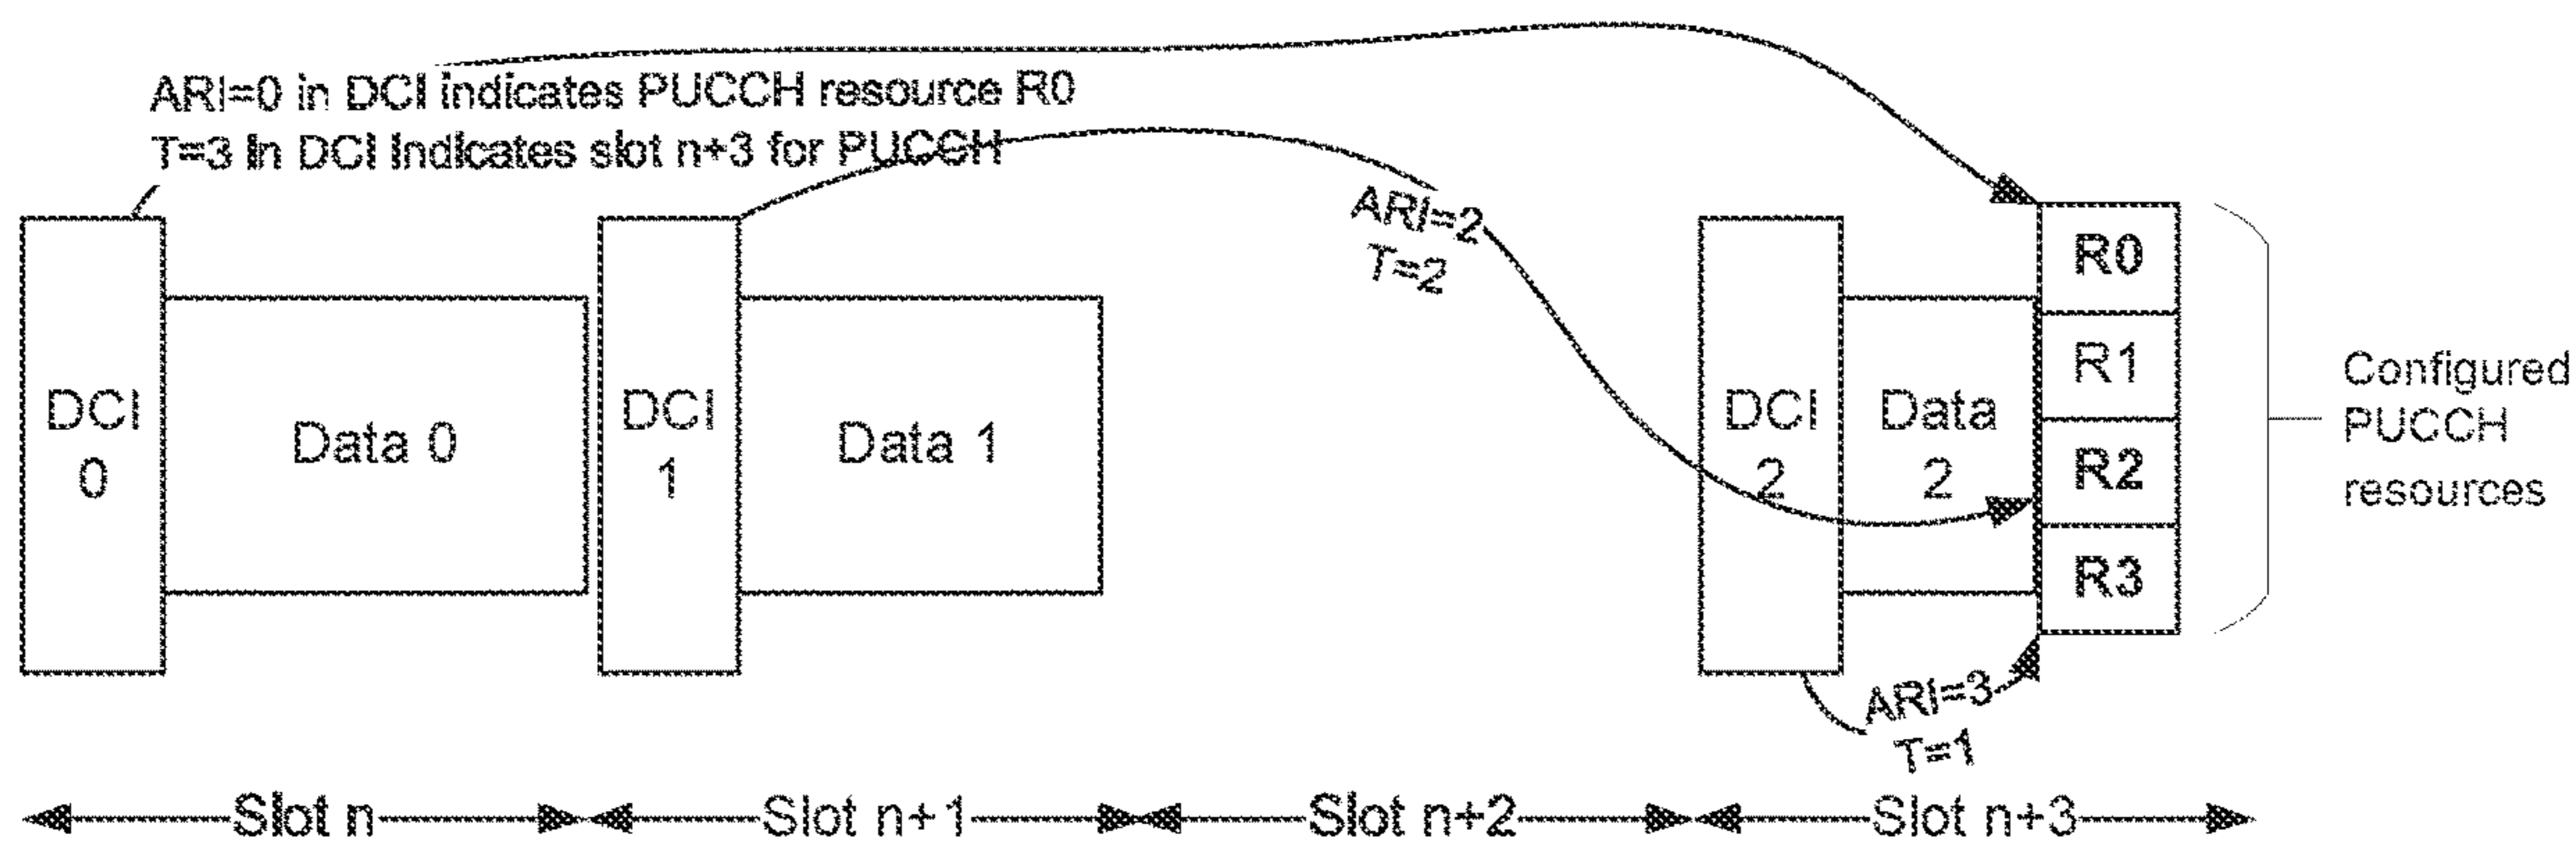 ARI=0 in DCI indicates PUCCH resource R0
T=3 in DCI indicates slot n+3 for PUCCH
ARI=2
T=2
DCI
0
Data 0
DCI
1
Data 1
DCI
2
Data
2
R0
R1
R2
R3
Configured
PUCCH
resources
ARI=3
T=1
Slot n
Slot n+1
Slot n+2
Slot n+3